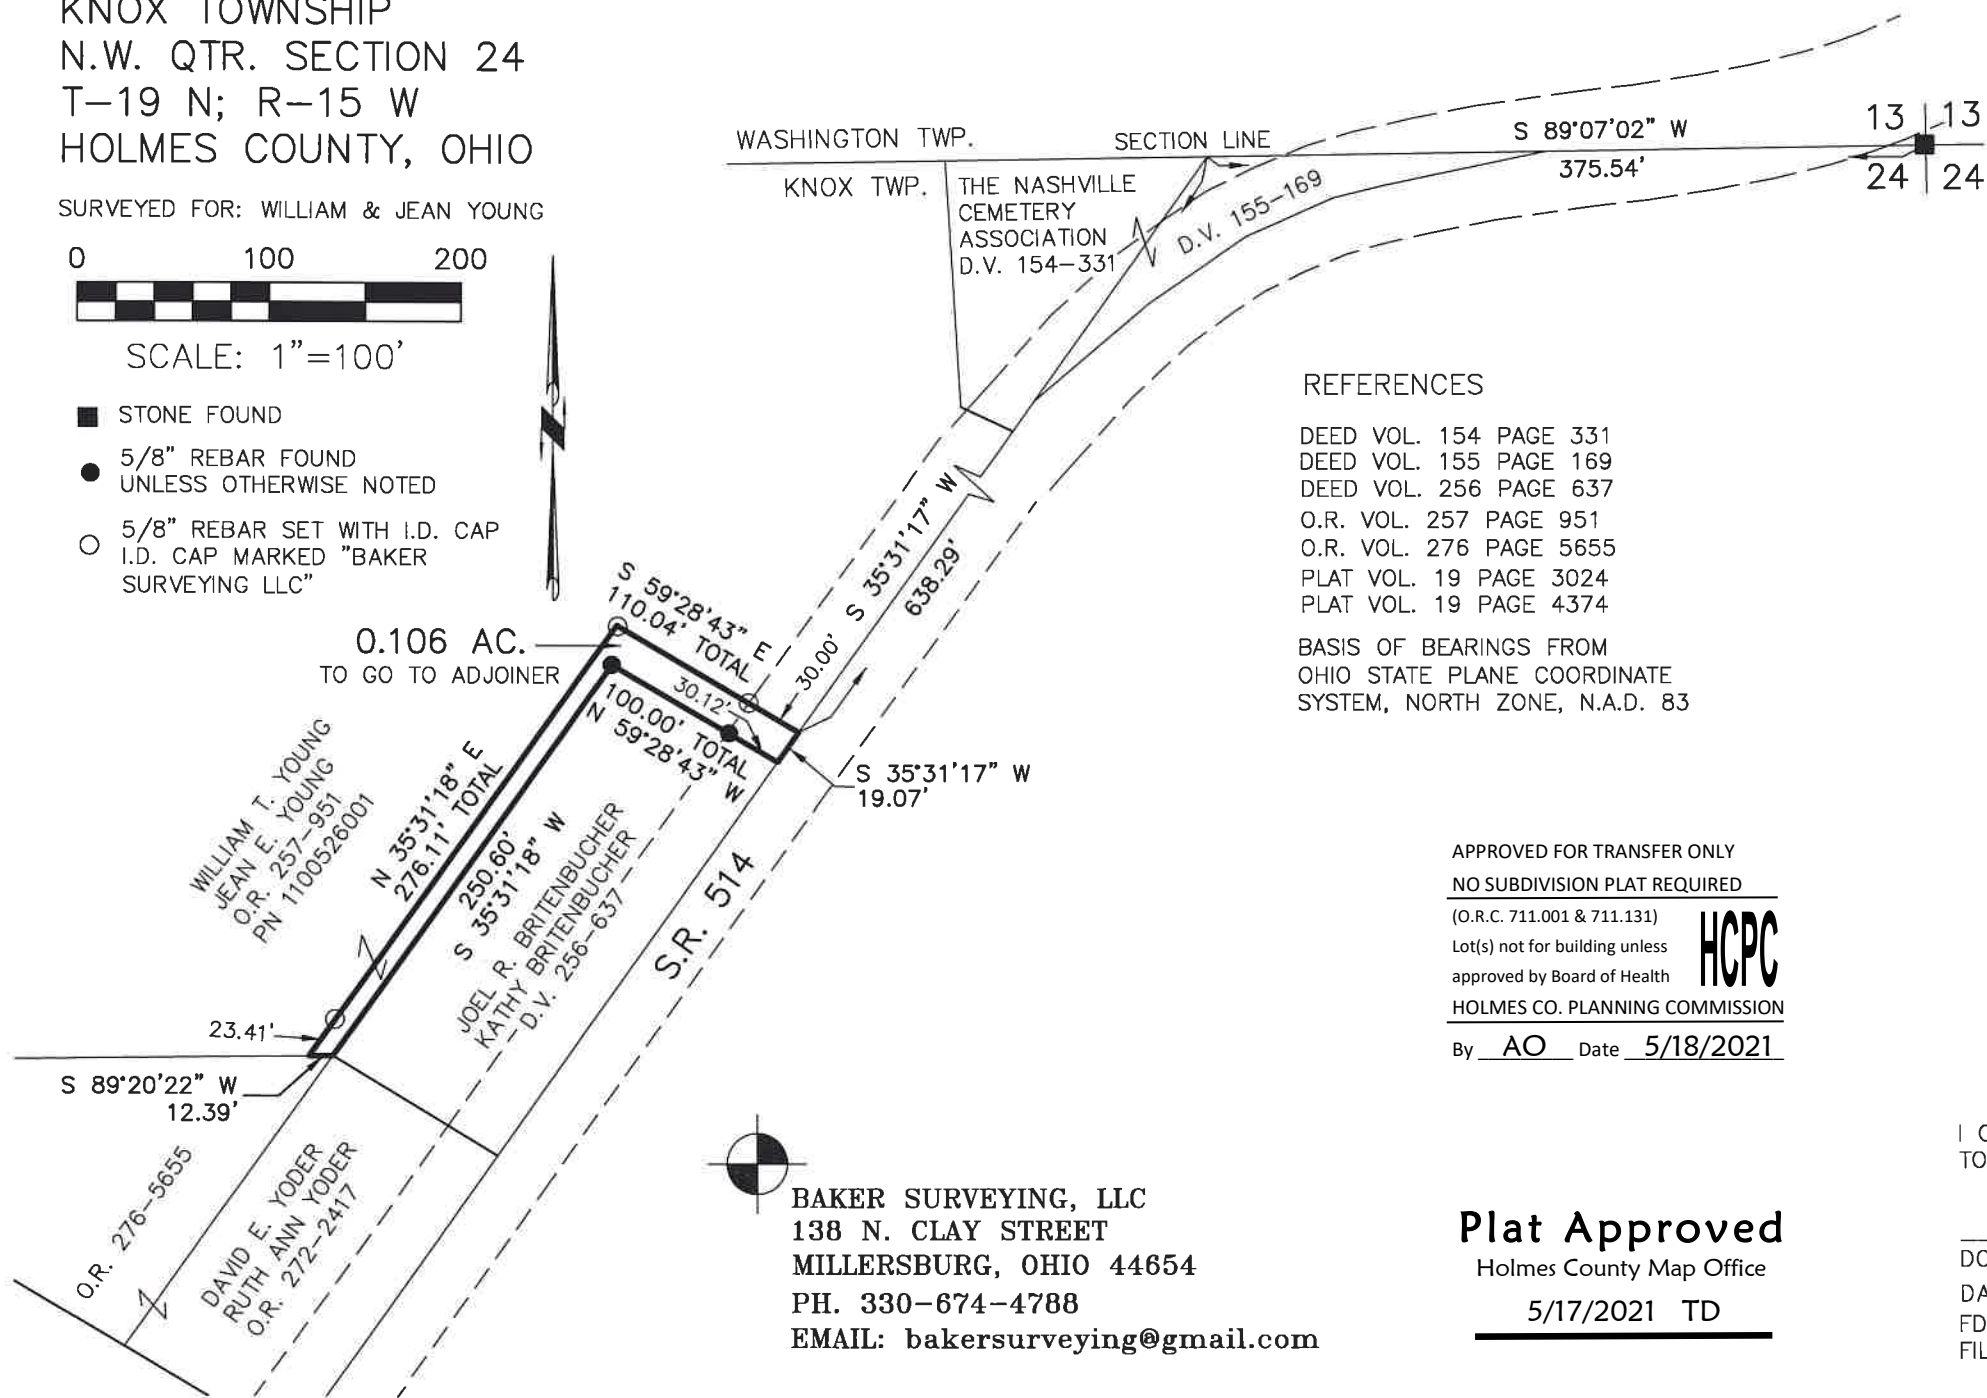 KNOX TOWNSHIP
N.W. QTR. SECTION 24
T-19 N; R-15 W
HOLMES COUNTY, OHIO
SURVEYED FOR: WILLIAM & JEAN YOUNG
0 100 200
SCALE: 1"=100'
STONE FOUND
5/8" REBAR FOUND
UNLESS OTHERWISE NOTED
5/8" REBAR SET WITH I.D. CAP
I.D. CAP MARKED "BAKER
SURVEYING LLC"
N
WASHINGTON TWP.
SECTION LINE
KNOX TWP.
THE NASHVILLE
CEMETERY
ASSOCIATION
D.V. 154-331
D.V. 155-169
S 89°07'02" W
375.54'
13 13
24 24
REFERENCES
DEED VOL. 154 PAGE 331
DEED VOL. 155 PAGE 169
DEED VOL. 256 PAGE 637
O.R. VOL. 257 PAGE 951
O.R. VOL. 276 PAGE 5655
PLAT VOL. 19 PAGE 3024
PLAT VOL. 19 PAGE 4374
BASIS OF BEARINGS FROM
OHIO STATE PLANE COORDINATE
SYSTEM, NORTH ZONE, N.A.D. 83
S 35°31'17" W
638.29'
30.00'
S 59°28'43" E
110.04' TOTAL
0.106 AC.
TO GO TO ADJOINER
30.12'
100.00' TOTAL
N 59°28'43" W
S 35°31'17" W
19.07'
WILLIAM T. YOUNG
JEAN E. YOUNG
O.R. 257-951
PN 1100526001
N 35°31'18" E
276.11' TOTAL
250.60'
S 35°31'18" W
JOEL R. BRITENBUCHER
KATHY BRITENBUCHER
D.V. 256-637
S.R. 514
23.41'
S 89°20'22" W
12.39'
O.R. 276-5655
DAVID E. YODER
RUTH ANN YODER
O.R. 272-2417
APPROVED FOR TRANSFER ONLY
NO SUBDIVISION PLAT REQUIRED
(O.R.C. 711.001 & 711.131)
Lot(s) not for building unless
approved by Board of Health
HCPC
HOLMES CO. PLANNING COMMISSION
By AO Date 5/18/2021
BAKER SURVEYING, LLC
138 N. CLAY STREET
MILLERSBURG, OHIO 44654
PH. 330-674-4788
EMAIL: bakersurveying@gmail.com
Plat Approved
Holmes County Map Office
5/17/2021 TD
I
TO
FD